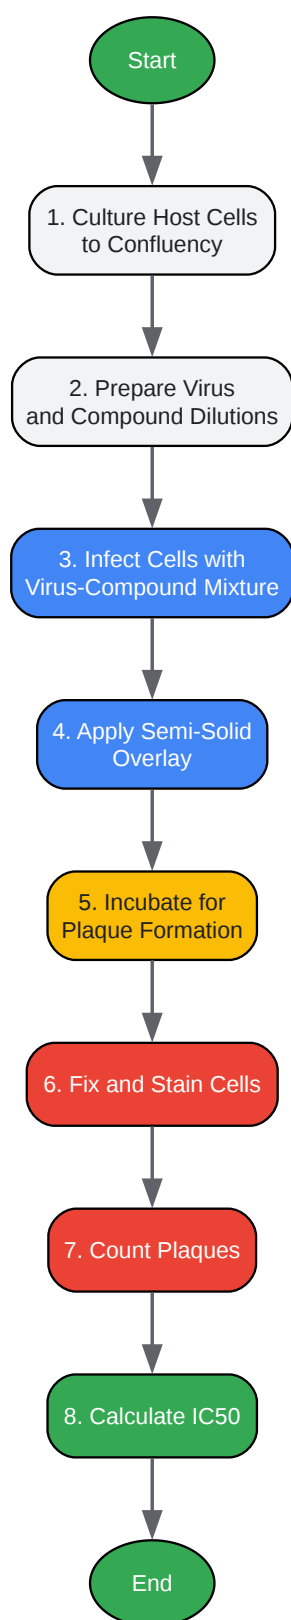 Start
1. Culture Host Cells
to Confluency
2. Prepare Virus
and Compound Dilutions
3. Infect Cells with
Virus-Compound Mixture
4. Apply Semi-Solid
Overlay
5. Incubate for
Plaque Formation
6. Fix and Stain Cells
7. Count Plaques
8. Calculate IC50
End